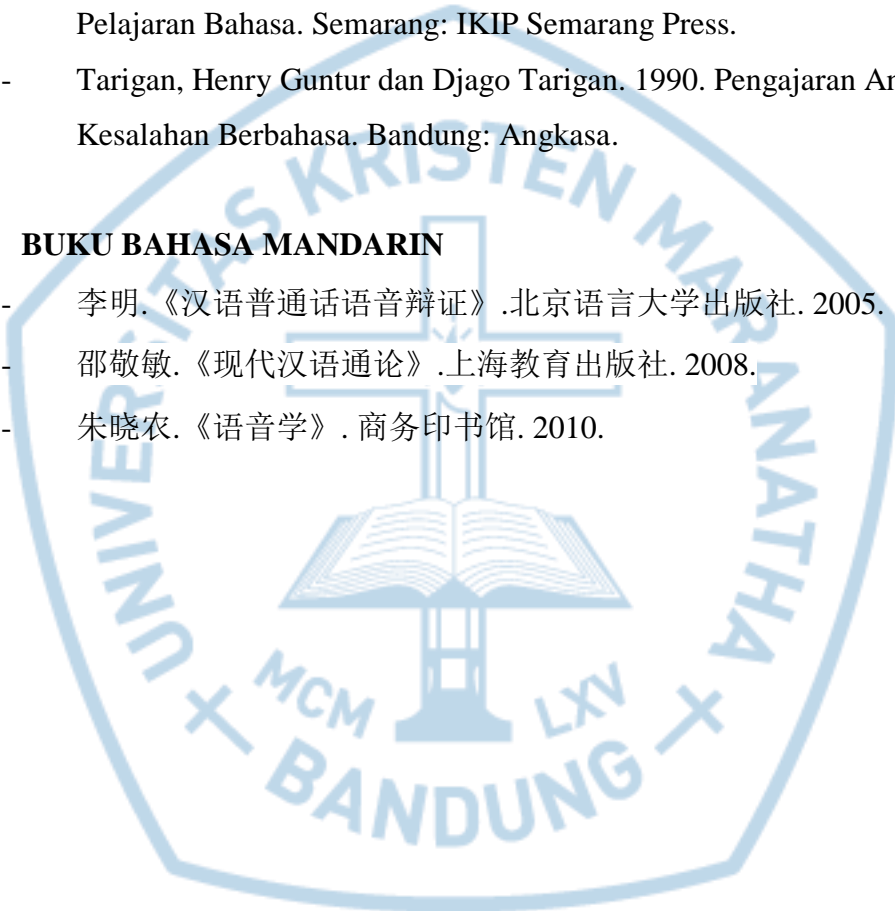 Pelajaran Bahasa. Semarang: IKIP Semarang Press.
- Tarigan, Henry Guntur dan Djago Tarigan. 1990. Pengajaran
Kesalahan Berbahasa. Bandung: Angkasa.
BUKU BAHASA MANDARIN
- 李明.《汉语普通话语音辩证》.北京语言大学出版社. 2005.
- 邵敬敏.《现代汉语通论》.上海教育出版社. 2008.
- 朱晓农.《语音学》. 商务印书馆. 2010.
UNIVERSITAS KRISTEN MARANATHA
MCM LXV
BANDUNG